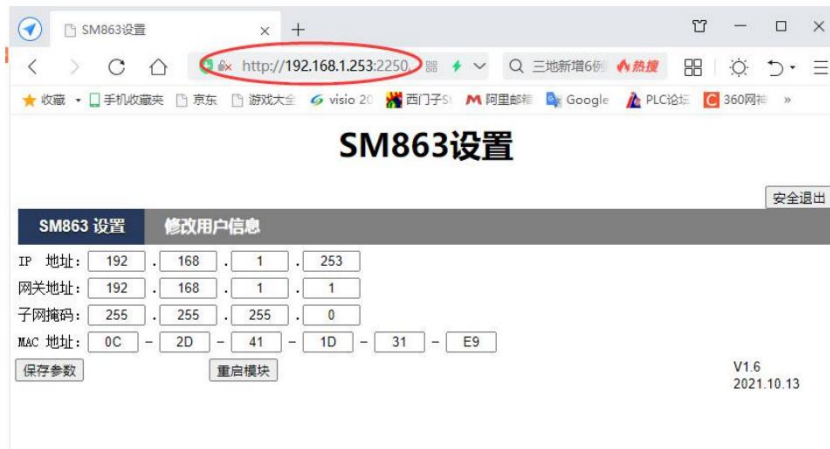 SM863设置
http://192.168.1.253:2250 三地新增6例 热搜
收藏 手机收藏夹 京东 游戏大全 visio 20 西门子S 阿里邮箱 Google PLC论坛 360网
SM863设置
安全退出
SM863 设置 修改用户信息
IP 地址: 192 . 168 . 1 . 253
网关地址: 192 . 168 . 1 . 1
子网掩码: 255 . 255 . 255 . 0
MAC 地址: 0C - 2D - 41 - 1D - 31 - E9
保存参数 重启模块 V1.6
2021.10.13